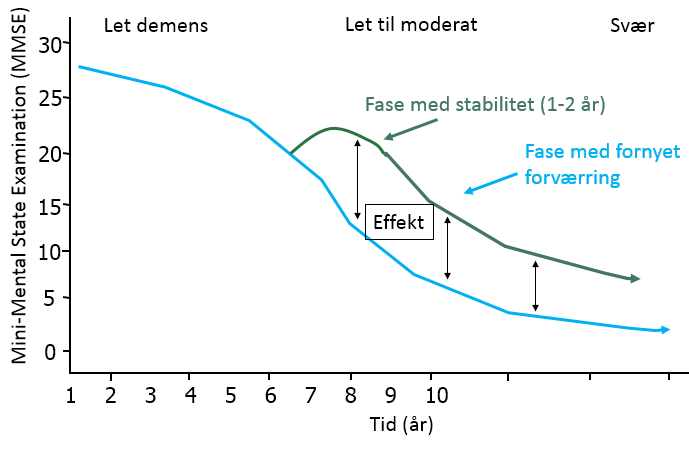 Let demens
Let til moderat
Svær
Mini-Mental State Examination (MMSE)
30
25
20
15
10
5
0
Fase med stabilitet (1-2 år)
Fase med fornyet
forværring
Effekt
1 2 3 4 5 6 7 8 9 10
Tid (år)